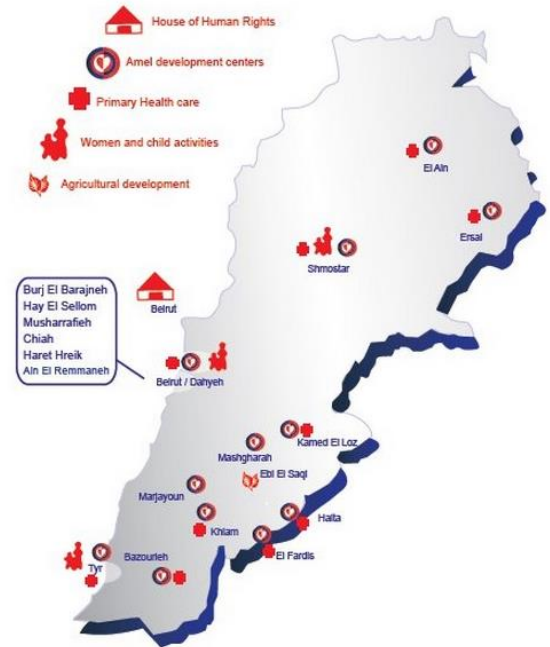 House of Human Rights
Amel development centers
Primary Health care
Women and child activities
Agricultural development
El Ain
Ersal
Shmostar
Beirut
Burj El Barajneh
Hay El Sellom
Musharrafieh
Chiah
Haret Hreik
Ain El Remmaneh
Beirut / Dahyeh
Kamed El Loz
Mashgharah
Ebl El Saqi
Marjayoun
Halta
Khiam
El Fardis
Bazourieh
Tyr